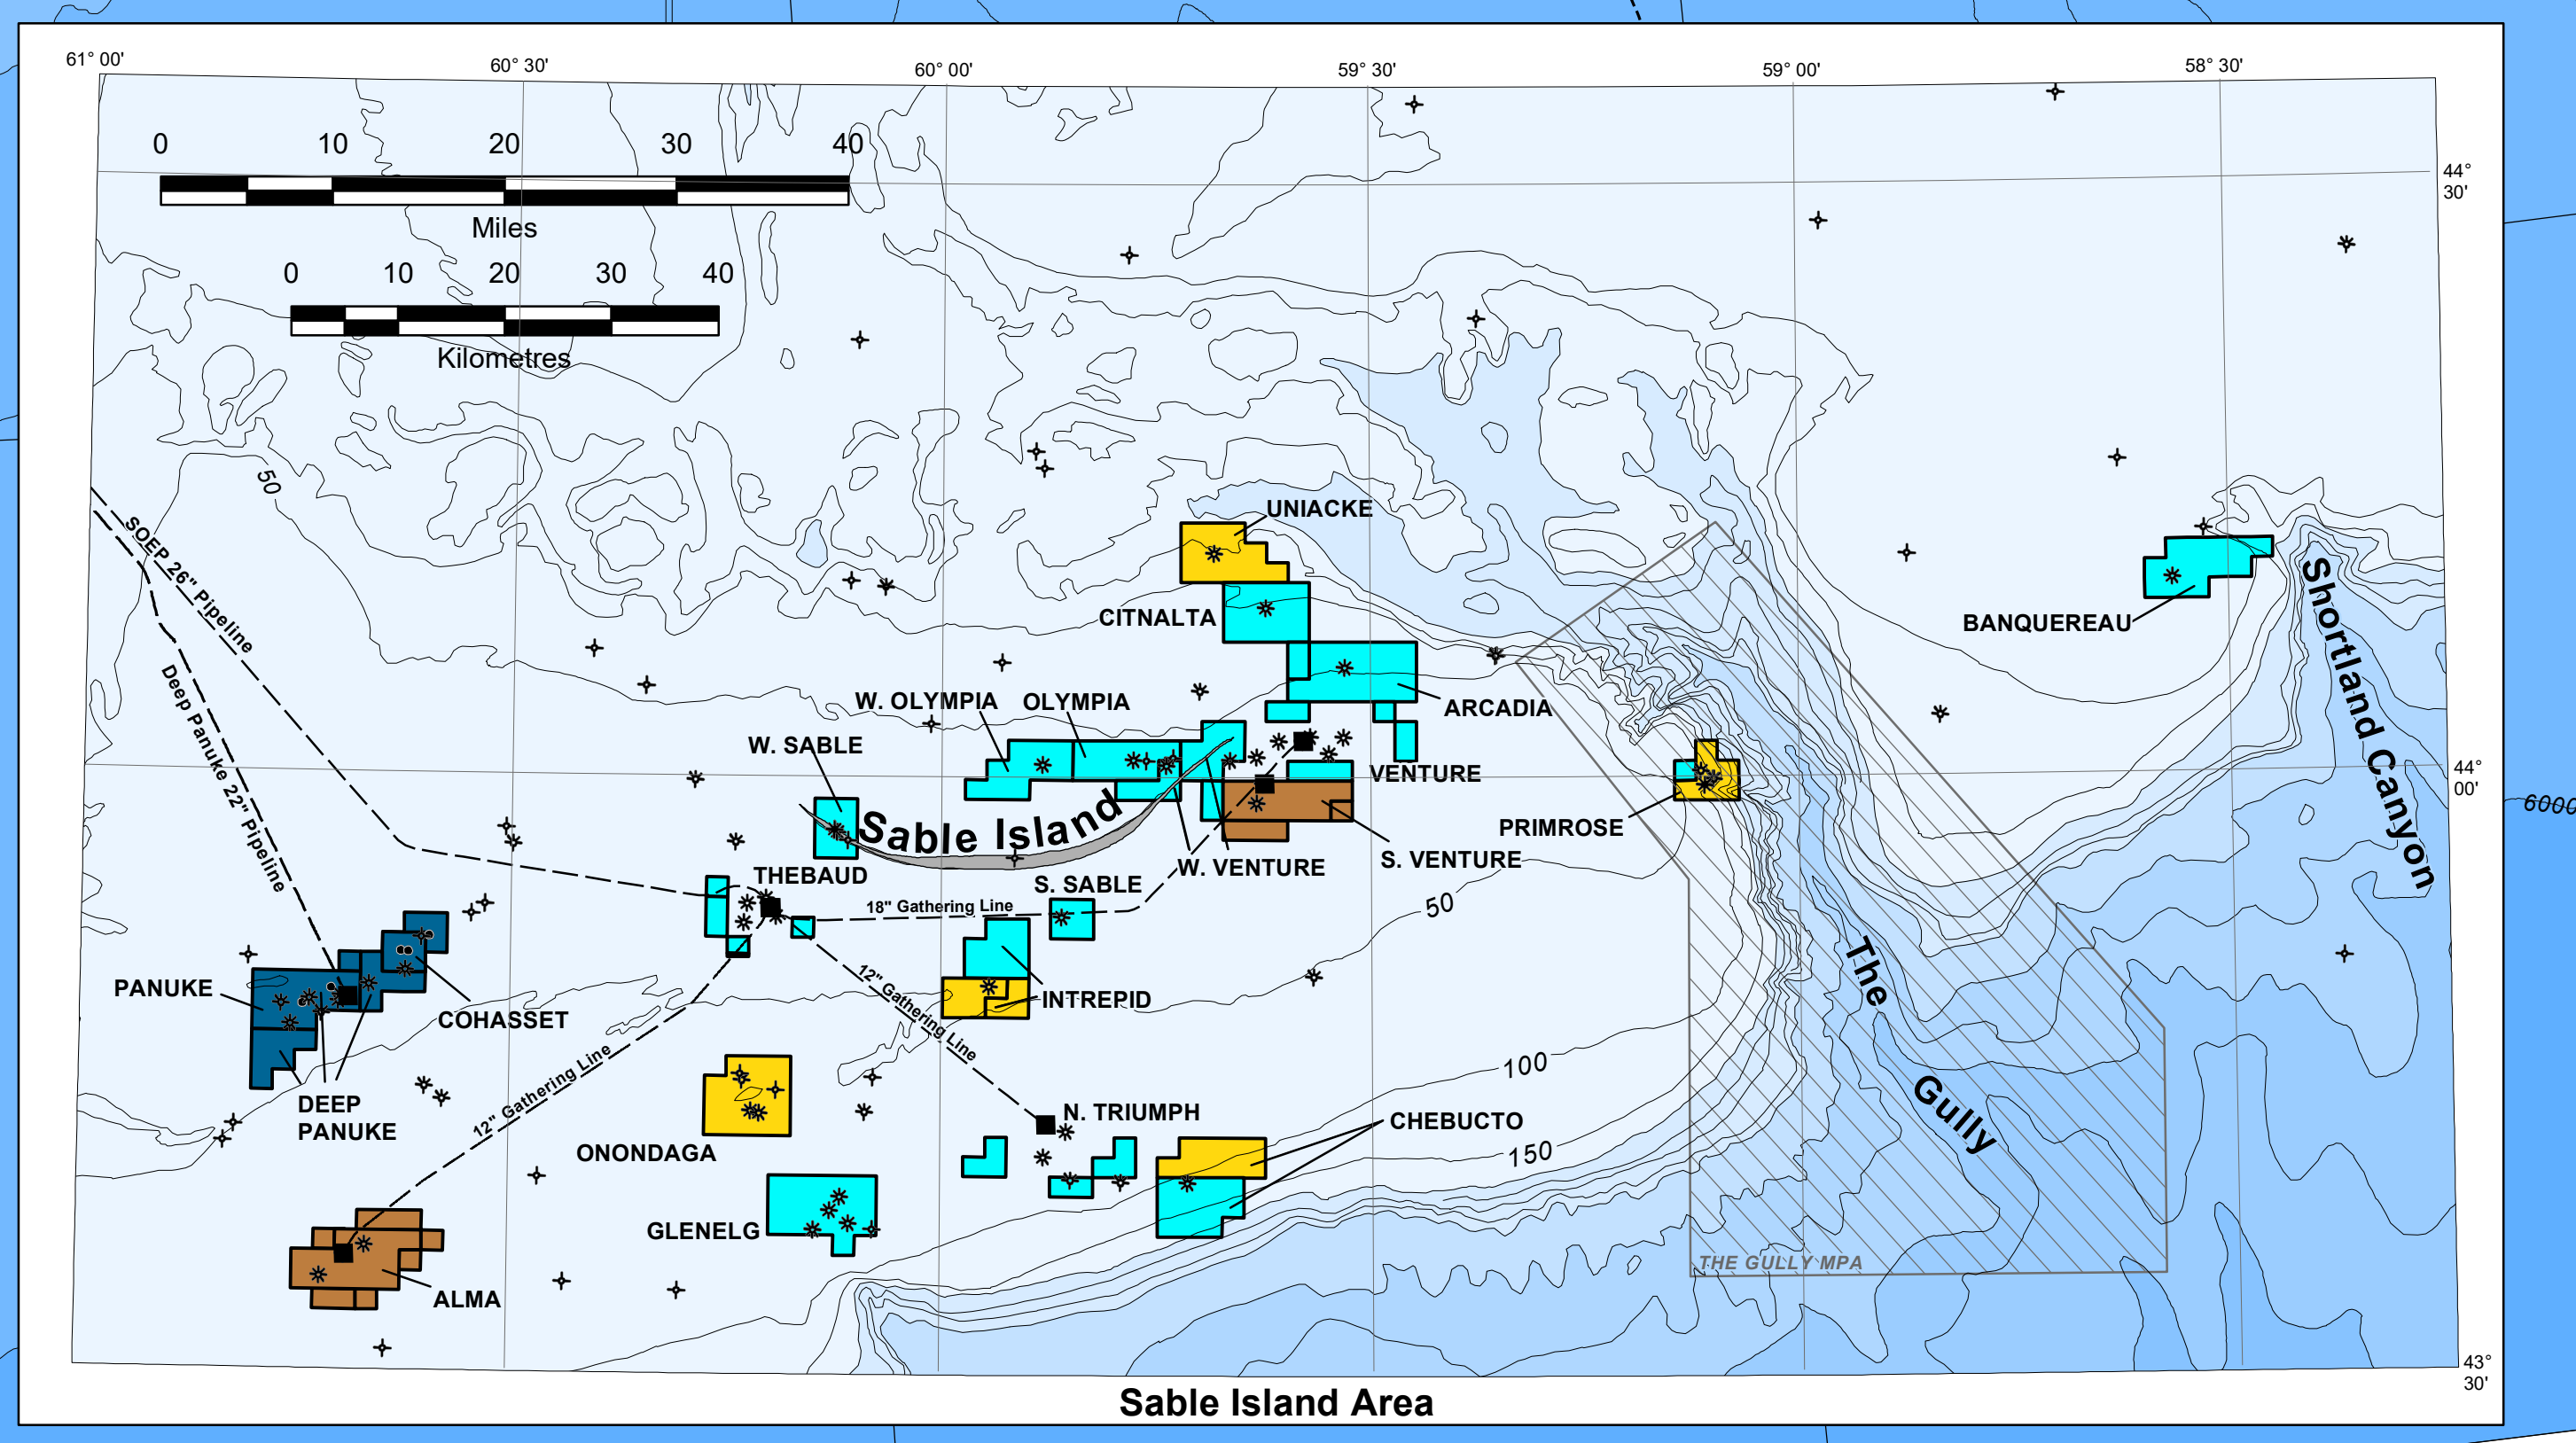 61° 00'
60° 30'
60° 00'
59° 30'
59° 00'
58° 30'
0 10 20 30 40
Miles
0 10 20 30 40
Kilometres
44°
30'
50
SOEP 26" Pipeline
Deep Panuke 22" Pipeline
UNIACKE
CITNALTA
BANQUEREAU
Shortland Canyon
W. OLYMPIA
OLYMPIA
ARCADIA
W. SABLE
VENTURE
44°
00'
6000
Sable Island
PRIMROSE
W. VENTURE
S. VENTURE
THEBAUD
S. SABLE
18" Gathering Line
50
The Gully
PANUKE
COHASSET
INTREPID
12" Gathering Line
12" Gathering Line
100
DEEP
PANUKE
N. TRIUMPH
CHEBUCTO
ONONDAGA
150
GLENELG
THE GULLY MPA
ALMA
43°
30'
Sable Island Area